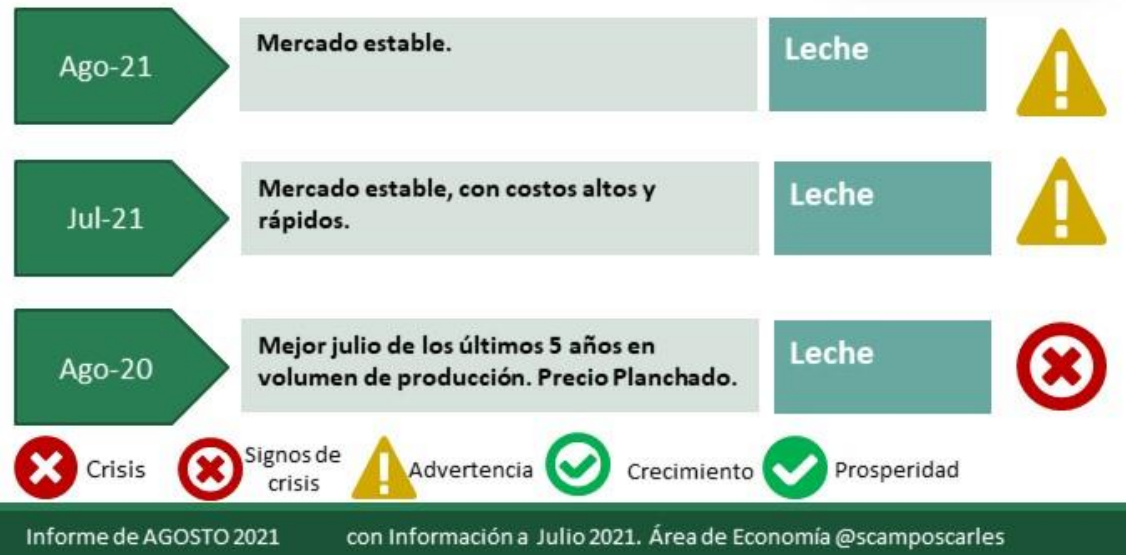 Ago-21
Mercado estable.
Leche
Jul-21
Mercado estable, con costos altos y
rápidos.
Leche
Ago-20
Mejor julio de los últimos 5 años en
volumen de producción. Precio Planchado.
Leche
Crisis
Signos de
crisis
Advertencia
Crecimiento
Prosperidad
Informe de AGOSTO 2021
con Información a Julio 2021. Área de Economía @scamposcarles